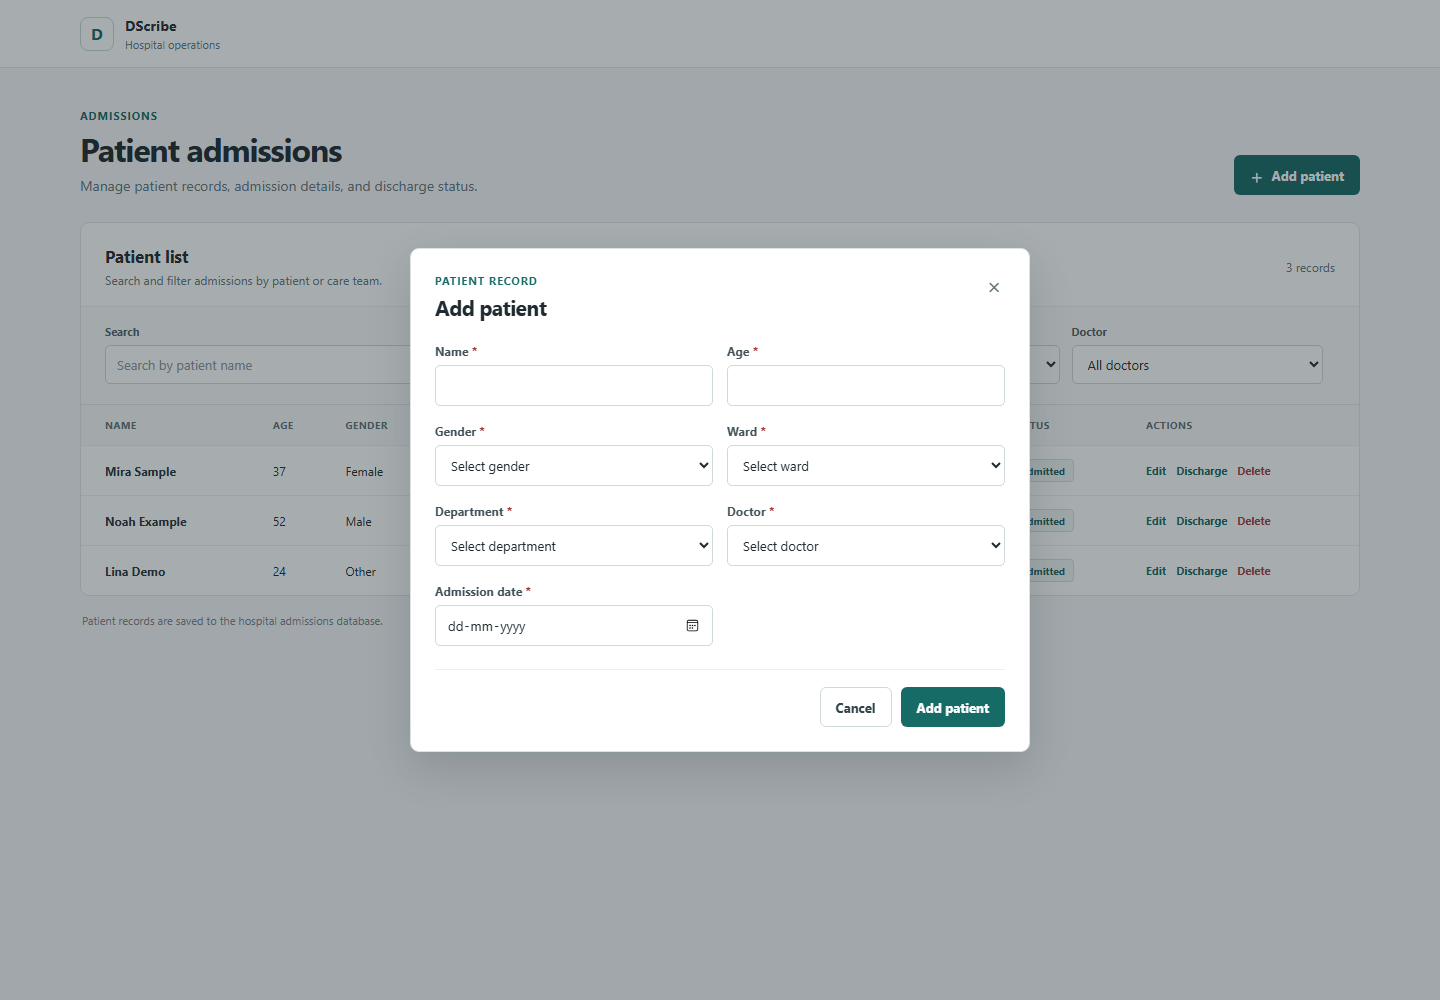 D
DScribe
Hospital operations
ADMISSIONS
Patient admissions
Manage patient records, admission details, and discharge status.
+ Add patient
Patient list
Search and filter admissions by patient or care team.
3 records
Search
Search by patient name
Doctor
All doctors
NAME AGE GENDER ACTIONS
Mira Sample 37 Female Edit Discharge Delete
Noah Example 52 Male Edit Discharge Delete
Lina Demo 24 Other Edit Discharge Delete
Patient records are saved to the hospital admissions database.
PATIENT RECORD
Add patient
×
Name * Age *
Gender * Ward *
Select gender Select ward
Department * Doctor *
Select department Select doctor
Admission date *
dd-mm-yyyy
Cancel Add patient